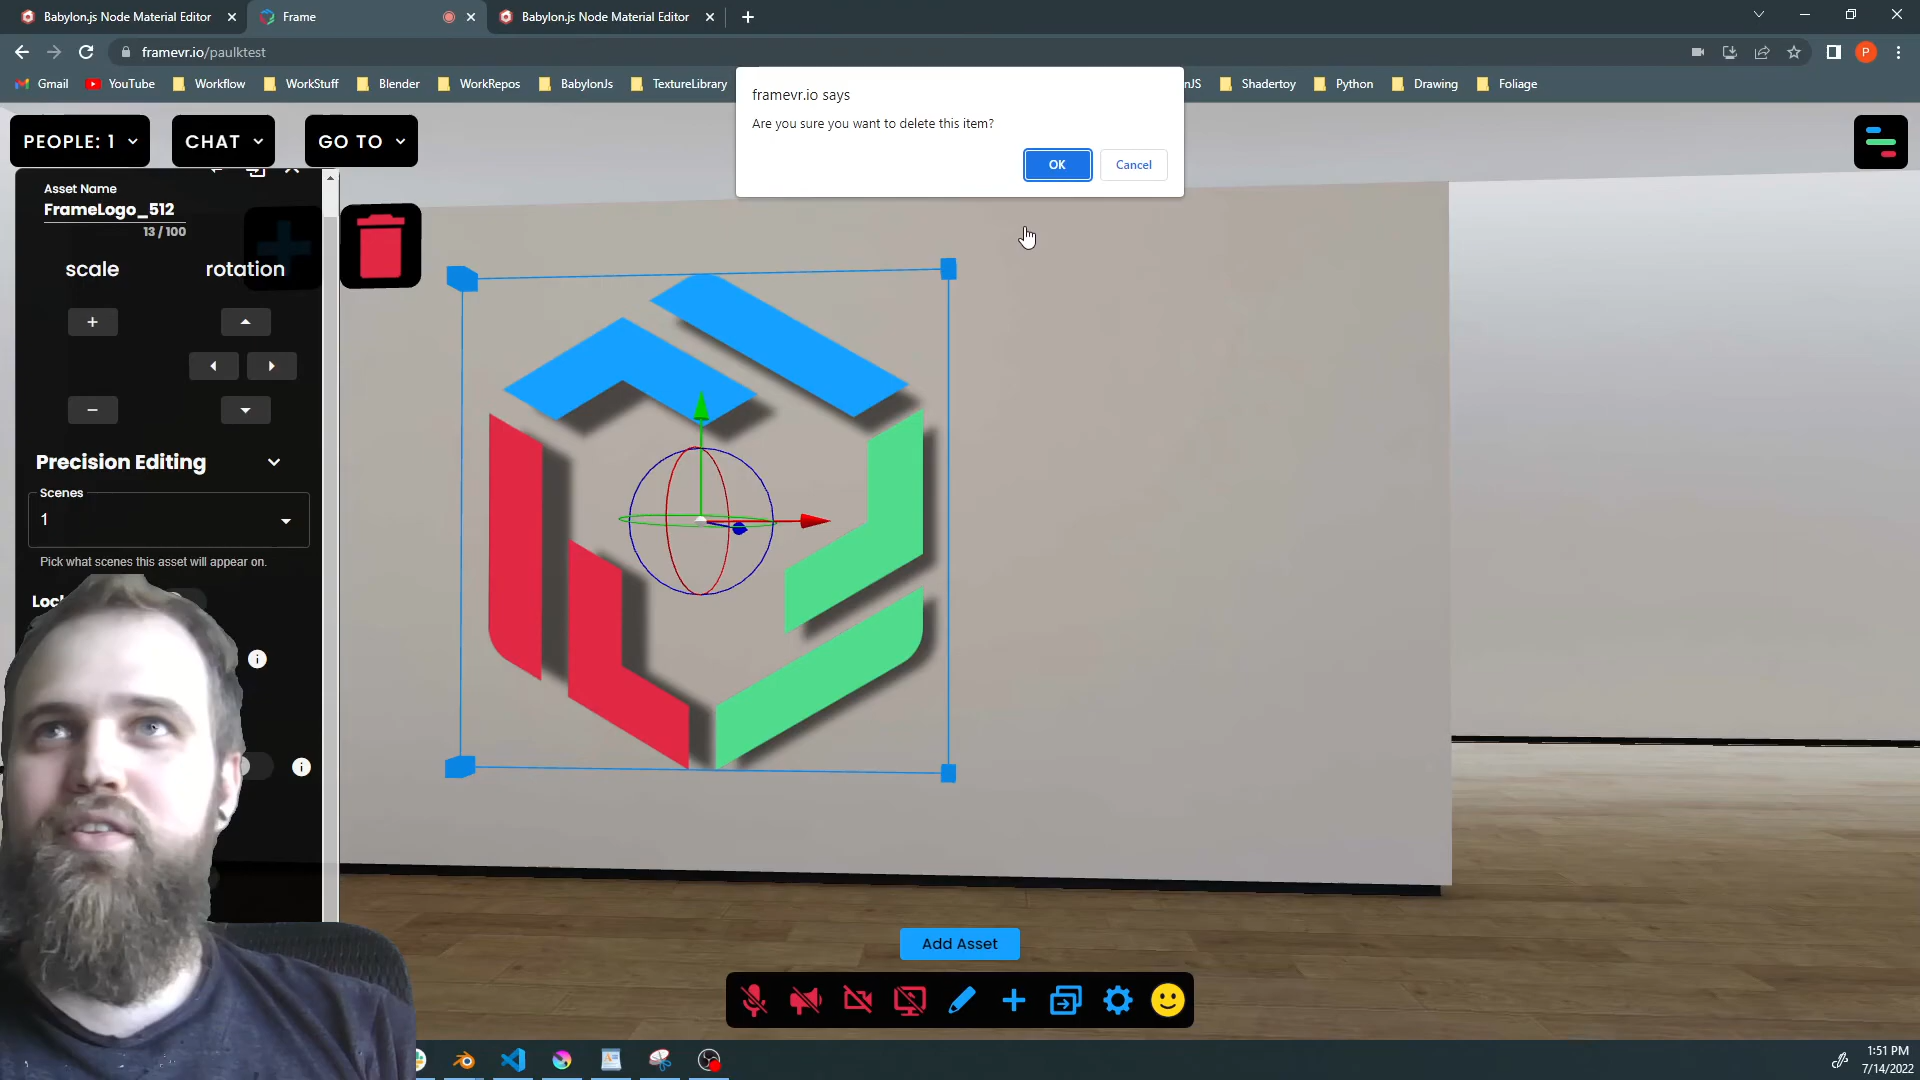 Babylon.js Node Material Editor
Frame
Babylon.js Node Material Editor
framevr.io/paulktest
P
Gmail
YouTube
Workflow
WorkStuff
Blender
WorkRepos
BabylonJs
TextureLibrary
nJS
Shadertoy
Python
Drawing
Foliage
framevr.io says
Are you sure you want to delete this item?
OK
Cancel
PEOPLE: 1
CHAT
GO TO
Asset Name
FrameLogo_512
13 / 100
scale
rotation
Precision Editing
Scenes
1
Pick what scenes this asset will appear on.
Add Asset
1:51 PM
7/14/2022